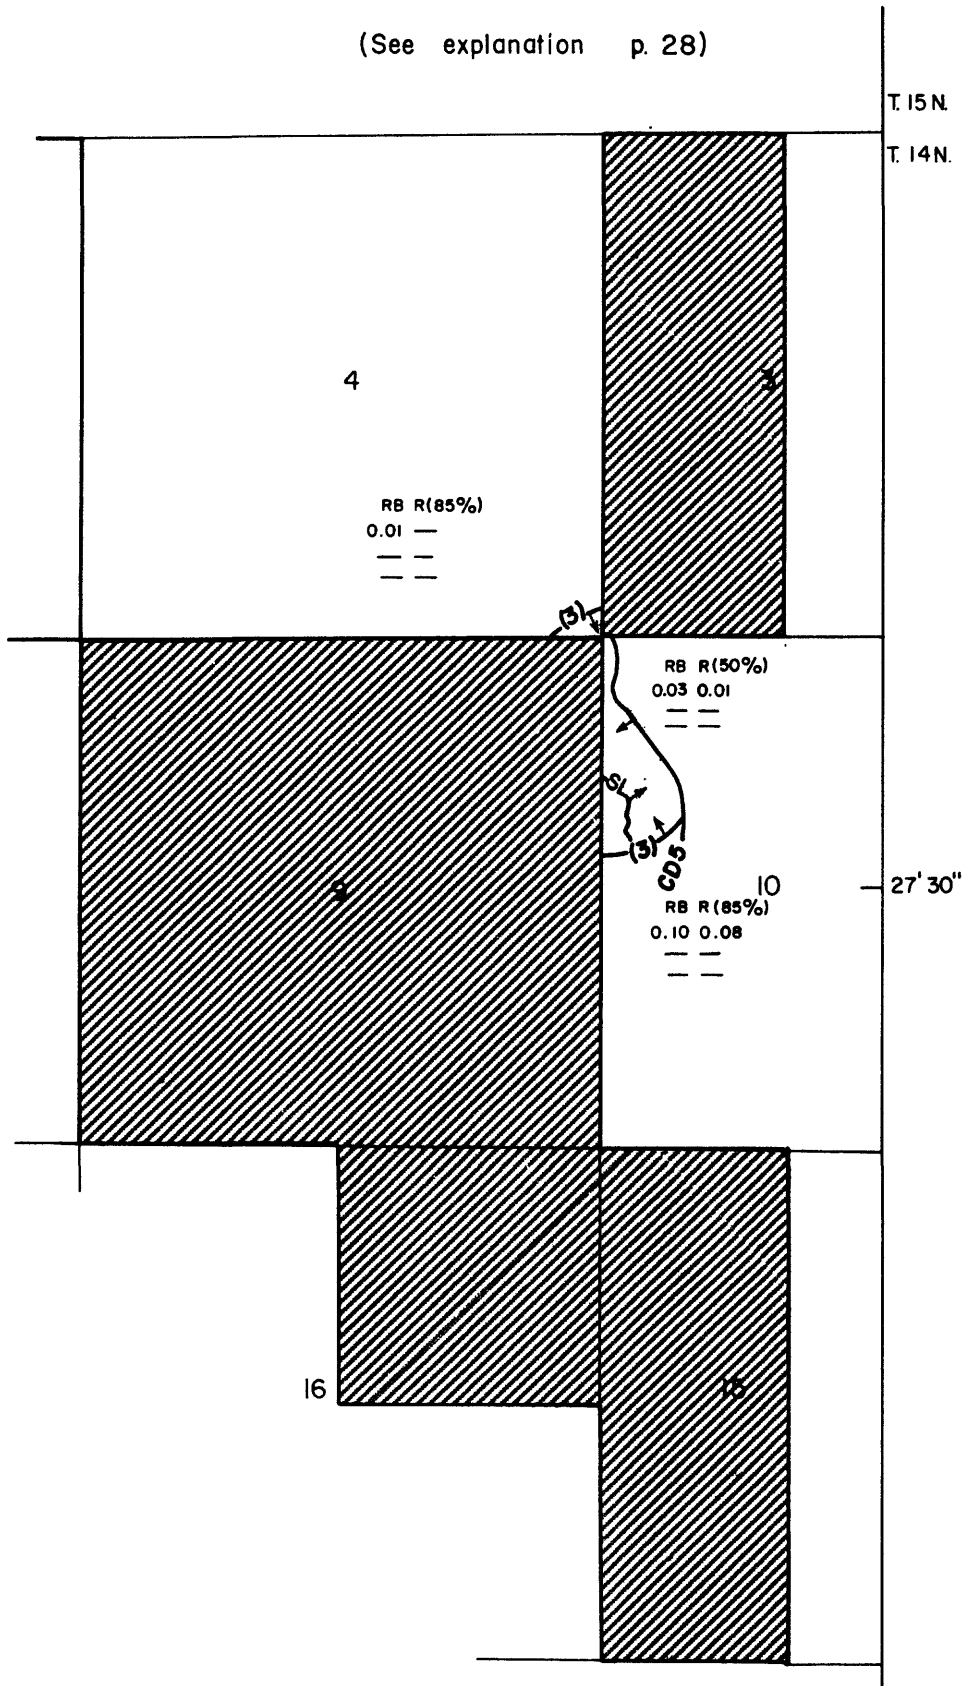 (See explanation p. 28)
T. 15 N.
T. 14 N.
4
3
RB R(85%)
0.01 —
— —
— —
(3)
RB R(50%)
0.03 0.01
— —
— —
SL
(3)
CD5
9
10
27'30"
RB R(85%)
0.10 0.08
— —
— —
16
15